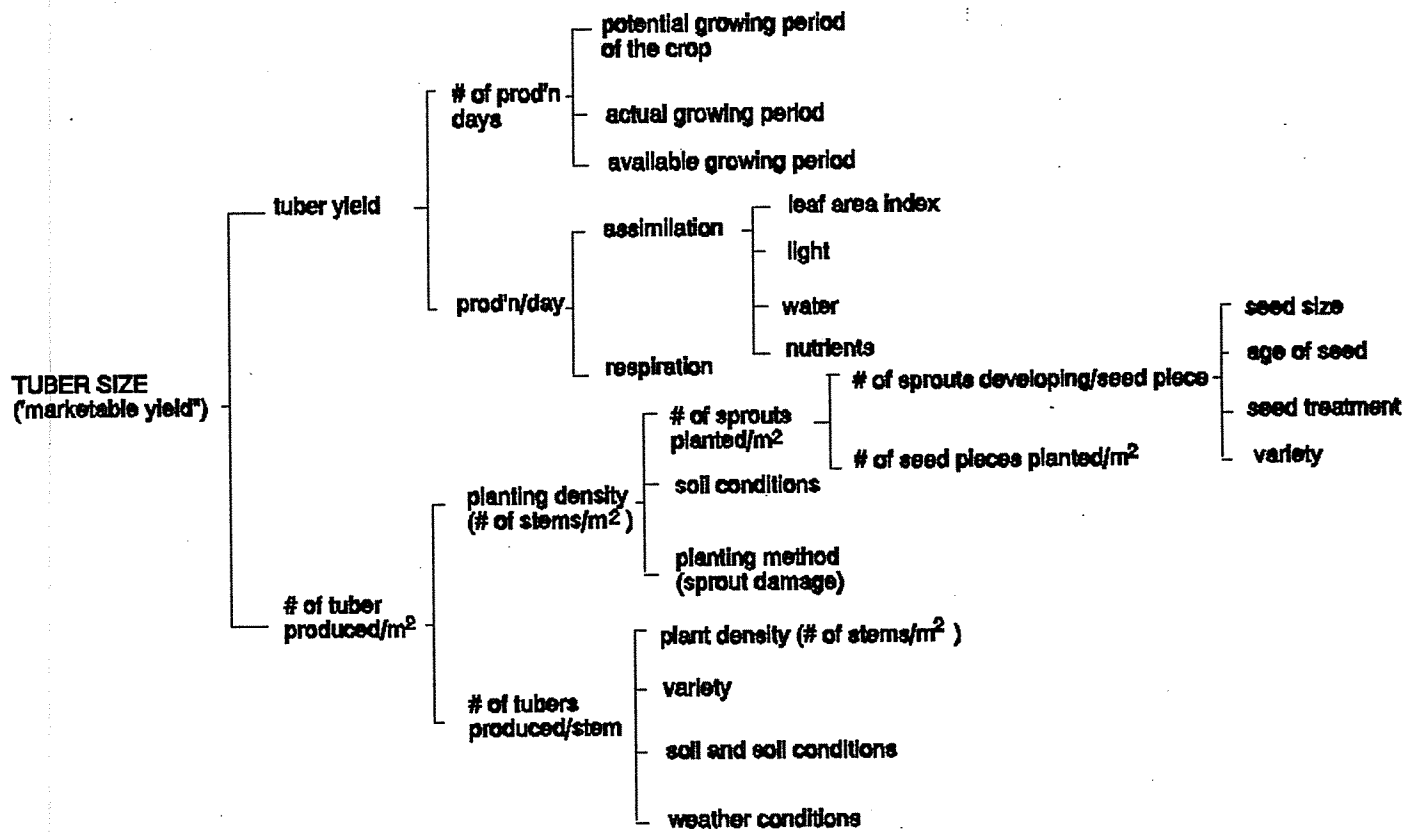 potential growing period
of the crop
# of prod'n
days
actual growing period
available growing period
tuber yield
leaf area index
assimilation
light
prod'n/day
water
seed size
nutrients
age of seed
respiration
# of sprouts developing/seed piece
TUBER SIZE
('marketable yield")
# of sprouts
planted/m²
seed treatment
# of seed pieces planted/m²
variety
soil conditions
planting density
(# of stems/m² )
planting method
(sprout damage)
# of tuber
produced/m²
plant density (# of stems/m² )
variety
# of tubers
produced/stem
soil and soil conditions
weather conditions